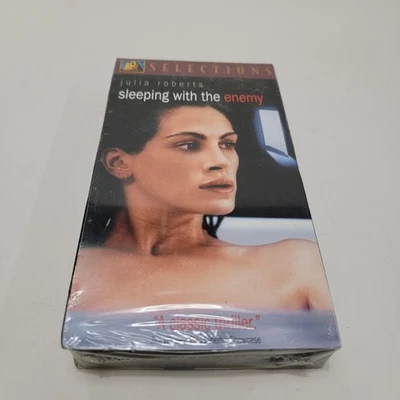 SELECTIONS
julia roberts
sleeping with the enemy
"A classic thriller."